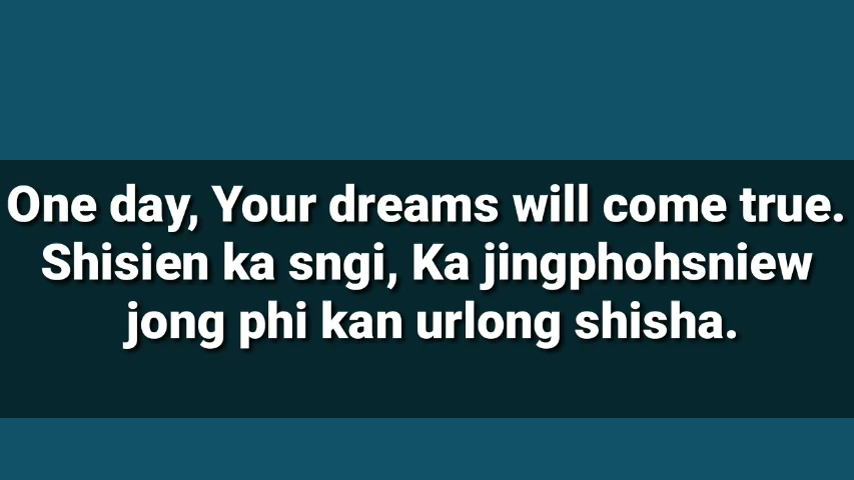 One day, Your dreams will come true.
Shisien ka sngi, Ka jingphohsniew
jong phi kan urlong shisha.